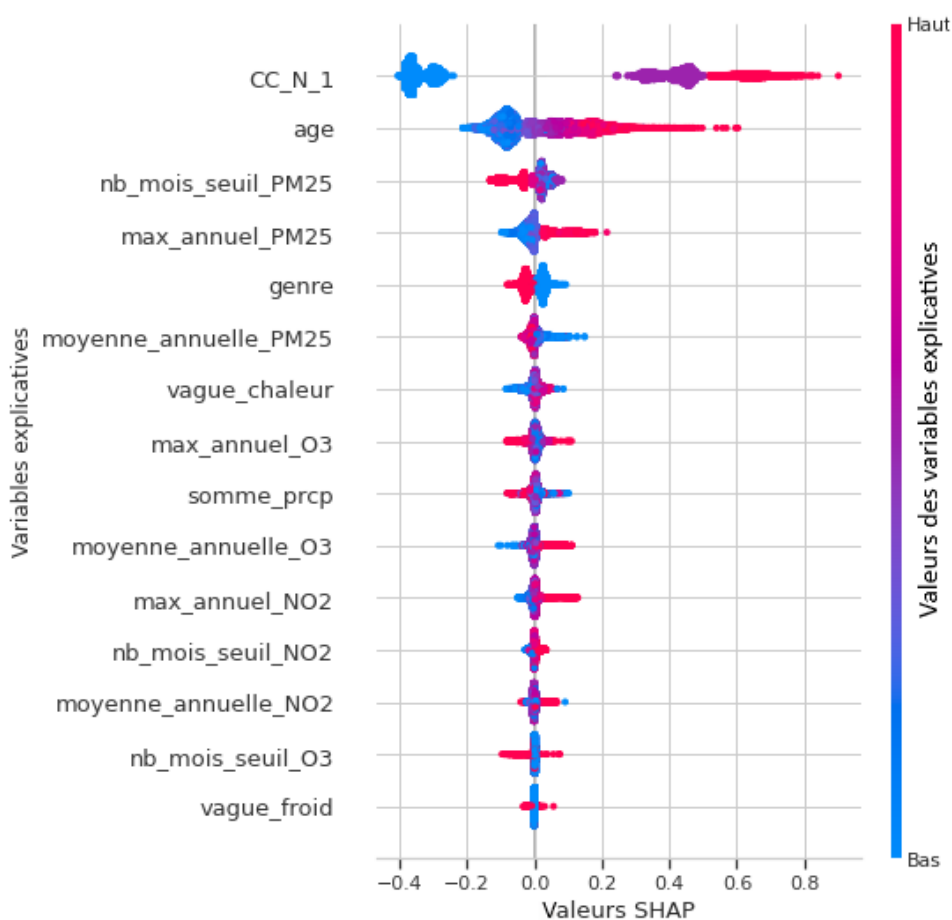 Haut
CC_N_1
age
nb_mois_seuil_PM25
max_annuel_PM25
genre
moyenne_annuelle_PM25
vague_chaleur
max_annuel_O3
somme_prcp
moyenne_annuelle_O3
max_annuel_NO2
nb_mois_seuil_NO2
moyenne_annuelle_NO2
nb_mois_seuil_O3
vague_froid
Variables explicatives
Valeurs des variables explicatives
Bas
−0.4 −0.2 0.0 0.2 0.4 0.6 0.8
Valeurs SHAP